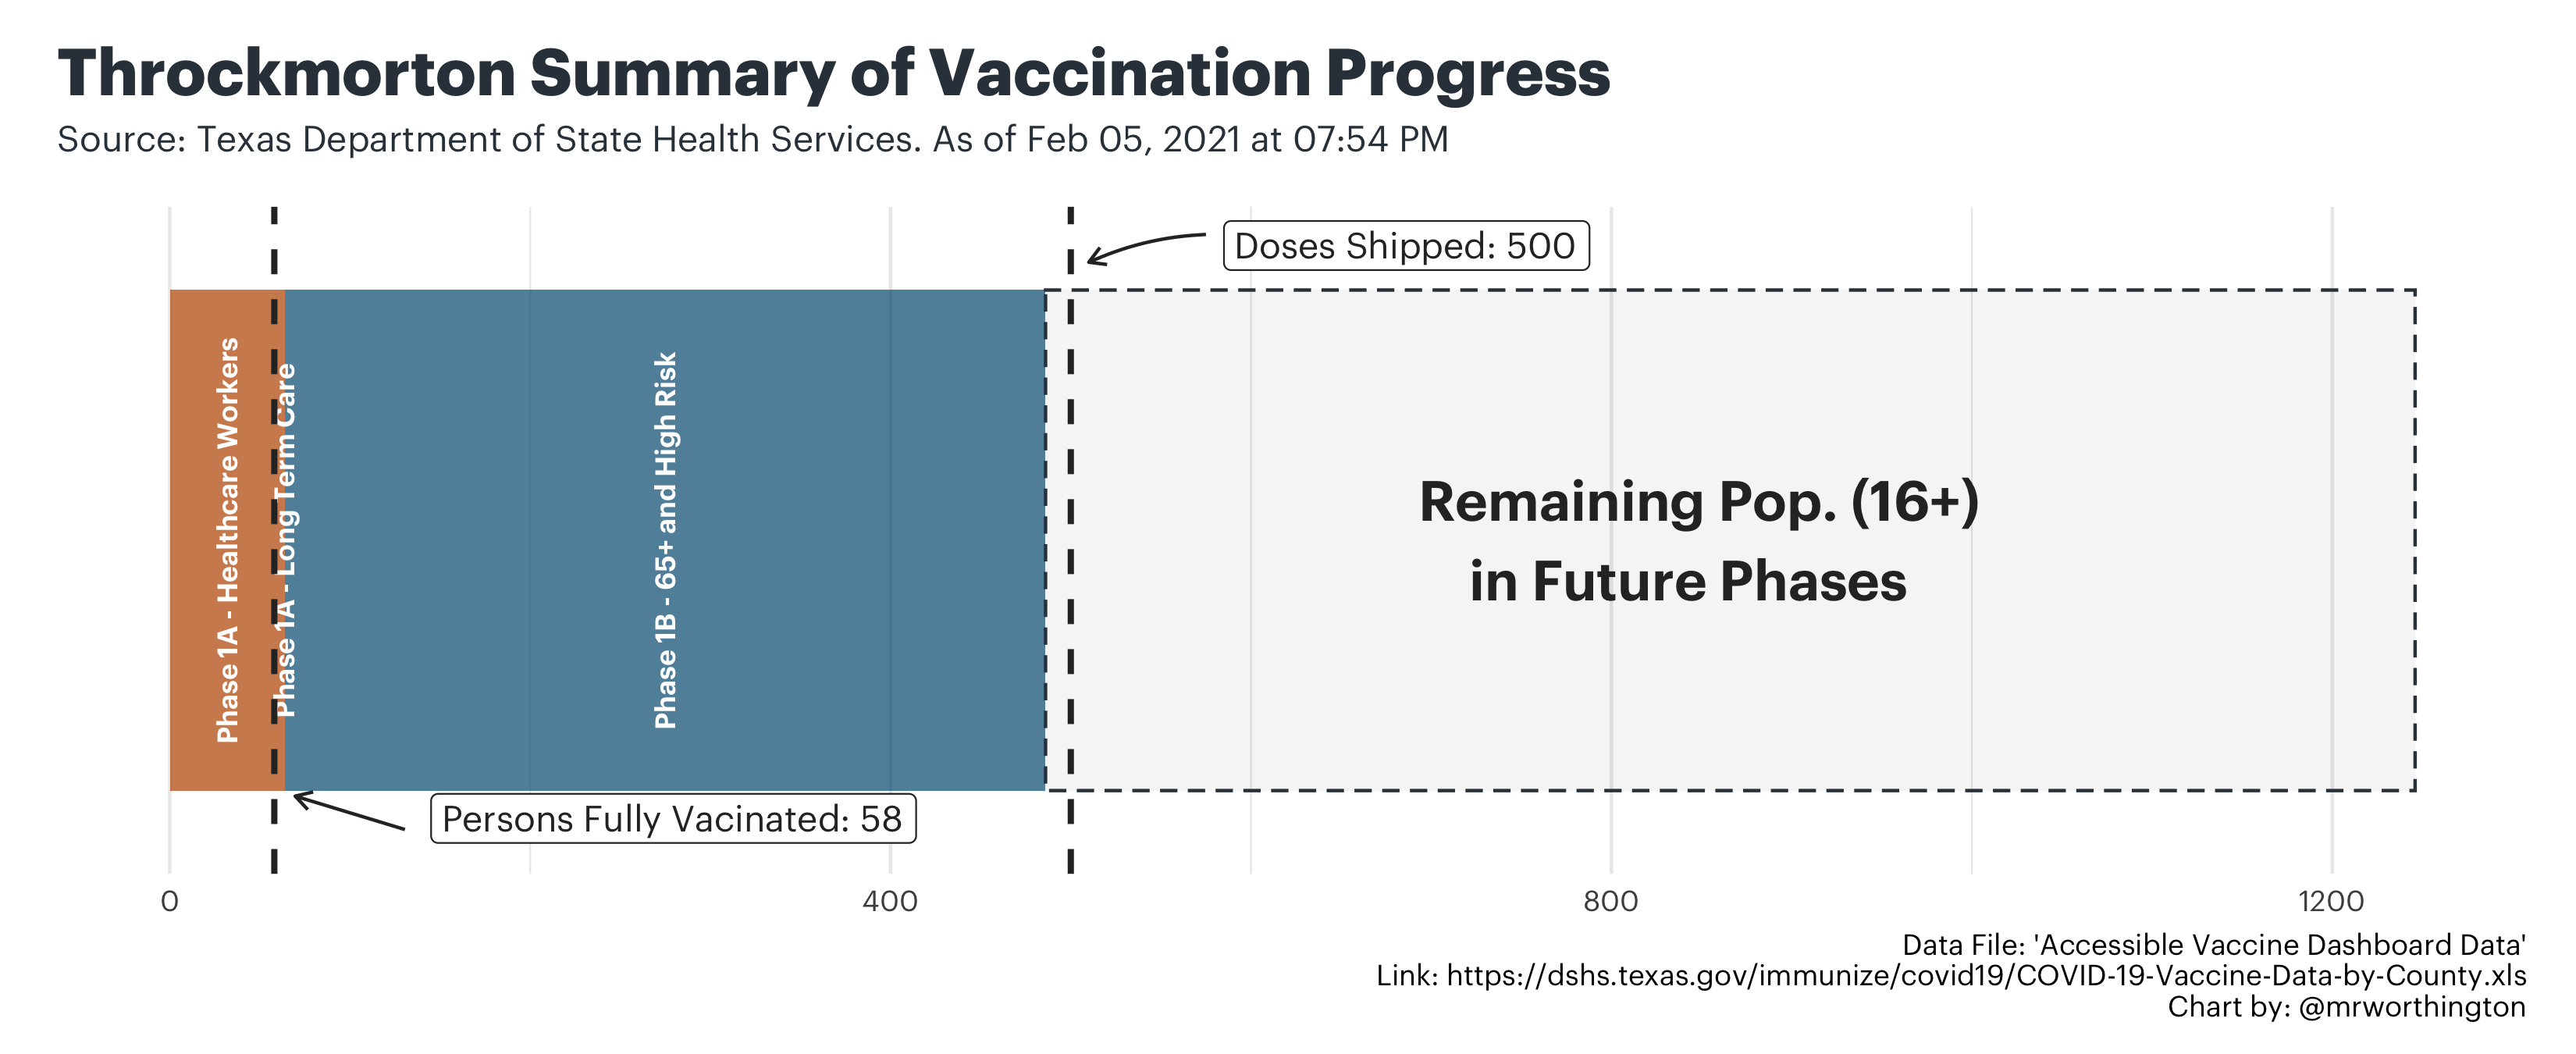 Throckmorton Summary of Vaccination Progress
Source: Texas Department of State Health Services. As of Feb 05, 2021 at 07:54 PM
Doses Shipped: 500
Phase 1A - Healthcare Workers
Phase 1A - Long Term Care
Phase 1B - 65+ and High Risk
Remaining Pop. (16+)
in Future Phases
Persons Fully Vacinated: 58
0
400
800
1200
Data File: 'Accessible Vaccine Dashboard Data'
Link: https://dshs.texas.gov/immunize/covid19/COVID-19-Vaccine-Data-by-County.xls
Chart by: @mrworthington